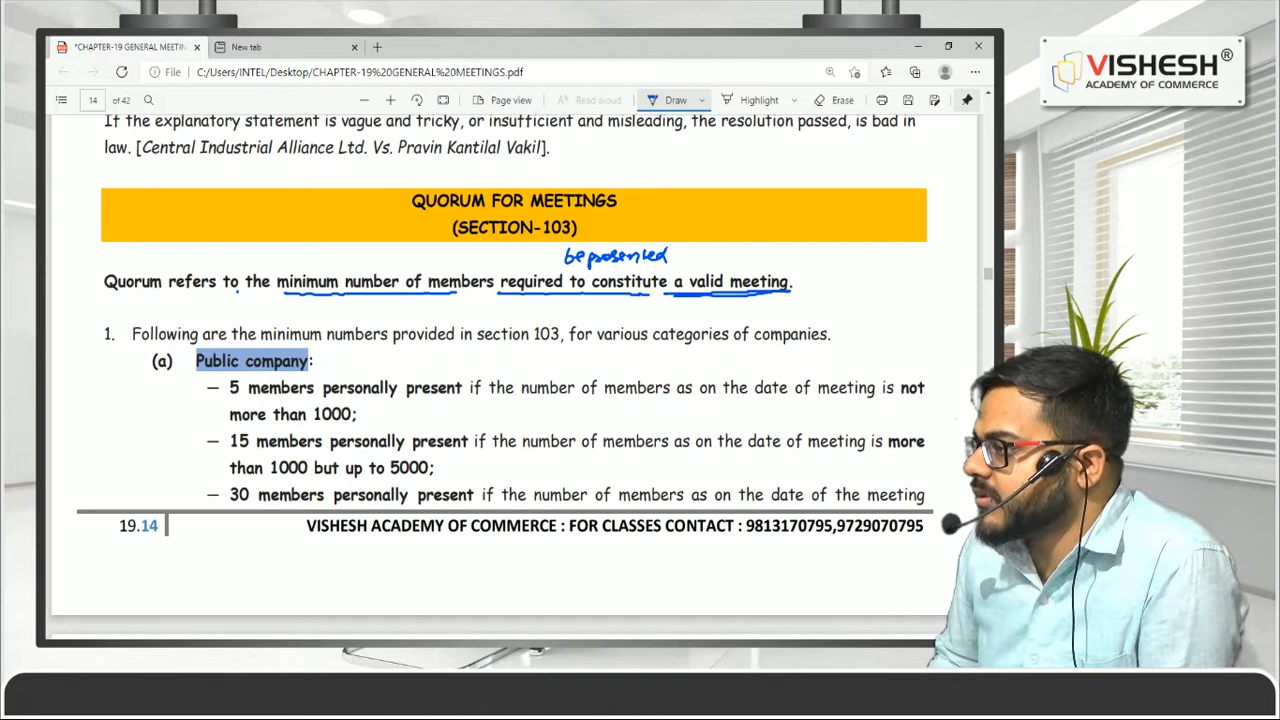 *CHAPTER-19 GENERAL MEETIN
New tab
File
C:/Users/INTEL/Desktop/CHAPTER-19%20GENERAL%20MEETINGS.pdf
14 of 42
Page view
Read aloud
Draw
Highlight
Erase
VISHESH®
ACADEMY OF COMMERCE
If the explanatory statement is vague and tricky, or insufficient and misleading, the resolution passed, is bad in
law. [Central Industrial Alliance Ltd. Vs. Pravin Kantilal Vakil].
QUORUM FOR MEETINGS
(SECTION-103)
be presented
Quorum refers to the minimum number of members required to constitute a valid meeting.
1. Following are the minimum numbers provided in section 103, for various categories of companies.
(a) Public company:
– 5 members personally present if the number of members as on the date of meeting is not
more than 1000;
– 15 members personally present if the number of members as on the date of meeting is more
than 1000 but up to 5000;
– 30 members personally present if the number of members as on the date of the meeting
19.14
VISHESH ACADEMY OF COMMERCE : FOR CLASSES CONTACT : 9813170795,9729070795